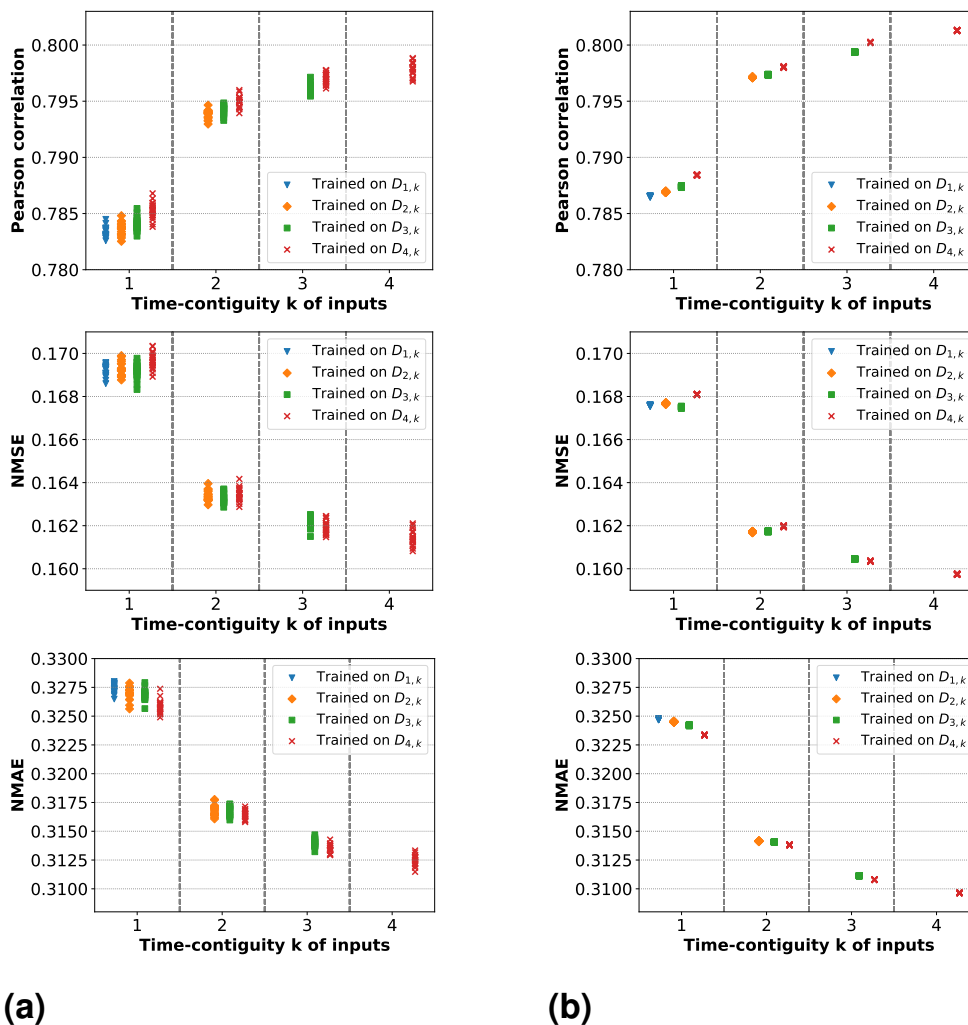 0.800
0.795
0.790
0.785
0.780
Pearson correlation
Trained on D1,k
Trained on D2,k
Trained on D3,k
Trained on D4,k
1 2 3 4
Time-contiguity k of inputs
0.800
0.795
0.790
0.785
0.780
Pearson correlation
Trained on D1,k
Trained on D2,k
Trained on D3,k
Trained on D4,k
1 2 3 4
Time-contiguity k of inputs
0.170
0.168
0.166
0.164
0.162
0.160
NMSE
Trained on D1,k
Trained on D2,k
Trained on D3,k
Trained on D4,k
1 2 3 4
Time-contiguity k of inputs
0.170
0.168
0.166
0.164
0.162
0.160
NMSE
Trained on D1,k
Trained on D2,k
Trained on D3,k
Trained on D4,k
1 2 3 4
Time-contiguity k of inputs
0.3300
0.3275
0.3250
0.3225
0.3200
0.3175
0.3150
0.3125
0.3100
NMAE
Trained on D1,k
Trained on D2,k
Trained on D3,k
Trained on D4,k
1 2 3 4
Time-contiguity k of inputs
0.3300
0.3275
0.3250
0.3225
0.3200
0.3175
0.3150
0.3125
0.3100
NMAE
Trained on D1,k
Trained on D2,k
Trained on D3,k
Trained on D4,k
1 2 3 4
Time-contiguity k of inputs
(a)
(b)